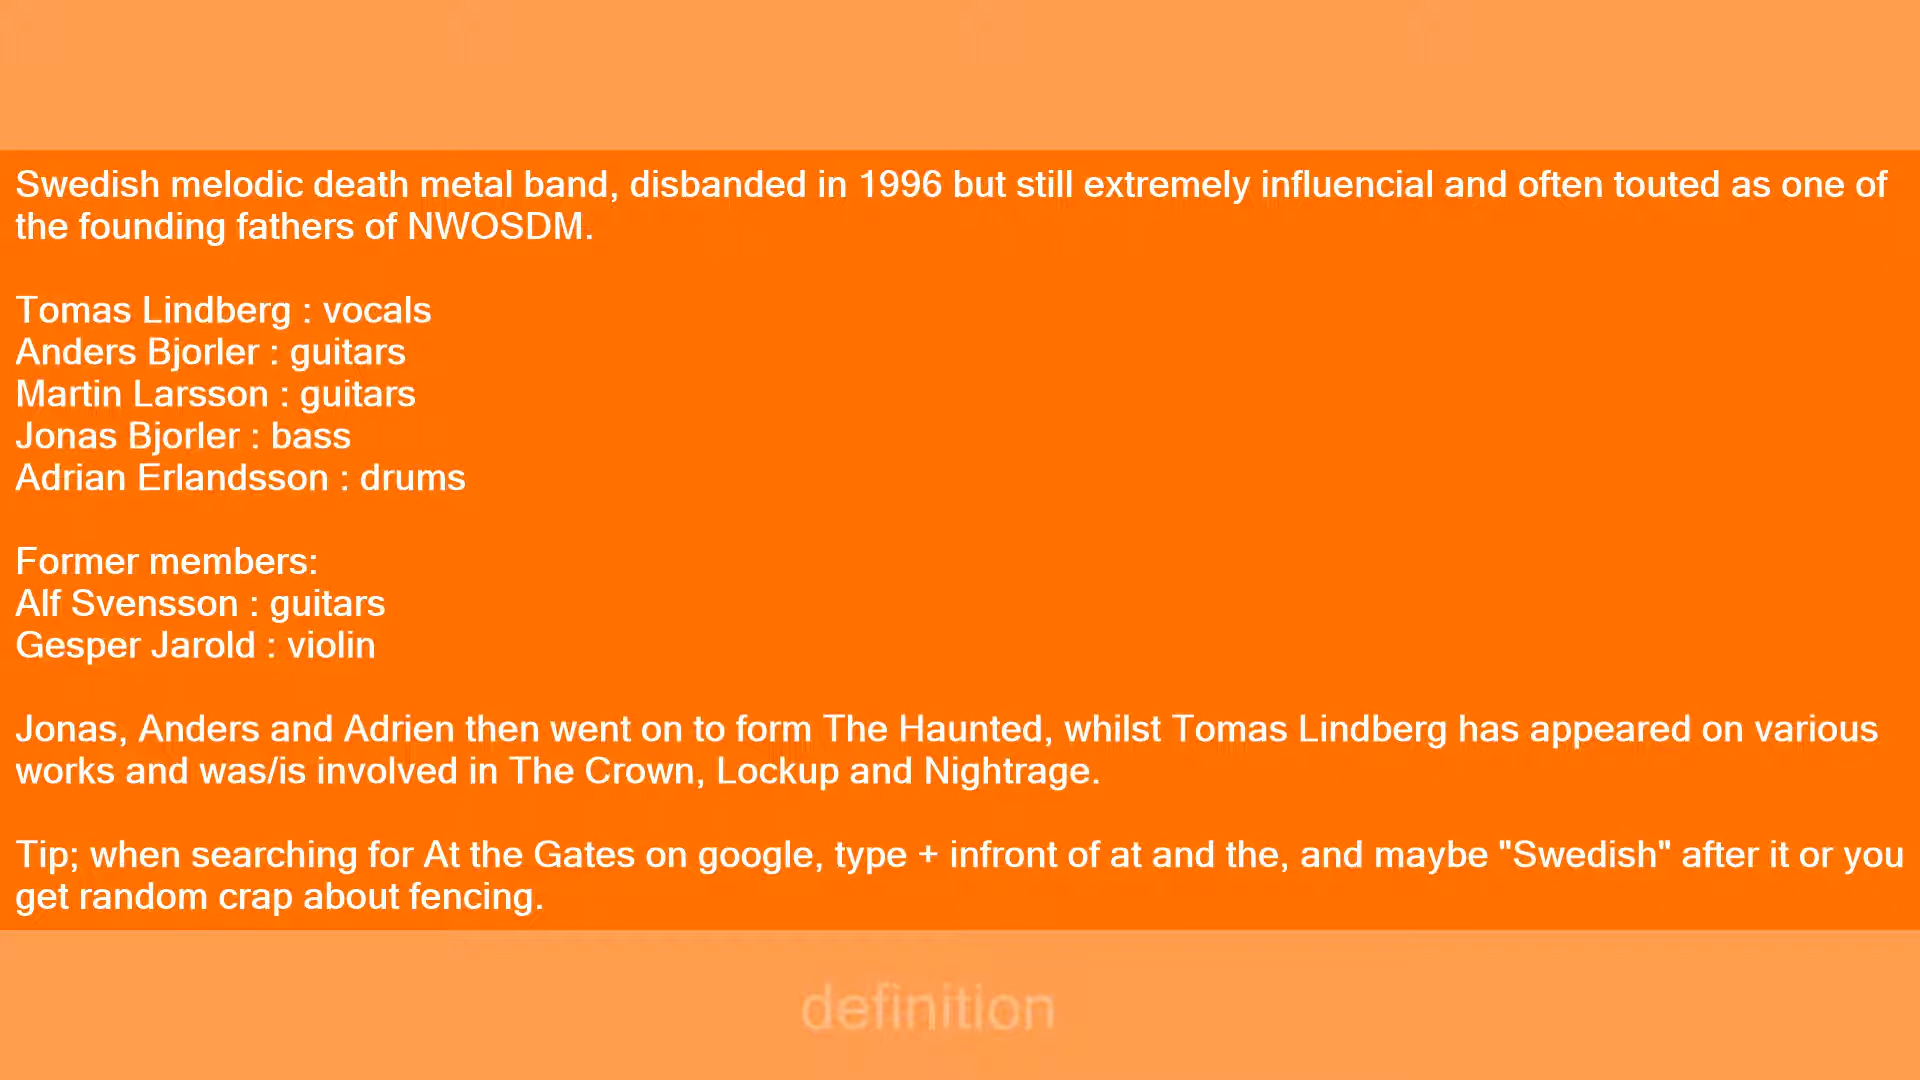 Swedish melodic death metal band, disbanded in 1996 but still extremely influencial and often touted as one of
the founding fathers of NWOSDM.
Tomas Lindberg : vocals
Anders Bjorler : guitars
Martin Larsson : guitars
Jonas Bjorler : bass
Adrian Erlandsson : drums
Former members:
Alf Svensson : guitars
Gesper Jarold : violin
Jonas, Anders and Adrien then went on to form The Haunted, whilst Tomas Lindberg has appeared on various
works and was/is involved in The Crown, Lockup and Nightrage.
Tip; when searching for At the Gates on google, type + infront of at and the, and maybe "Swedish" after it or you
get random crap about fencing.
definition